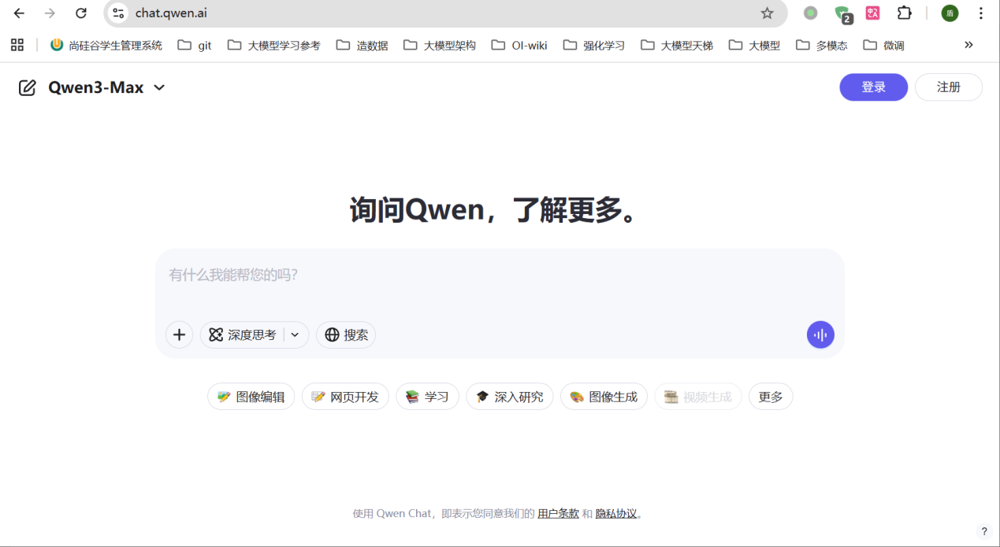 chat.qwen.ai
2
盾
尚硅谷学生管理系统 git 大模型学习参考 造数据 大模型架构 OI-wiki 强化学习 大模型天梯 大模型 多模态 微调 »
Qwen3-Max 登录 注册
询问Qwen，了解更多。
有什么我能帮您的吗？
深度思考 搜索
图像编辑 网页开发 学习 深入研究 图像生成 视频生成 更多
使用 Qwen Chat，即表示您同意我们的 用户条款 和 隐私协议。
?